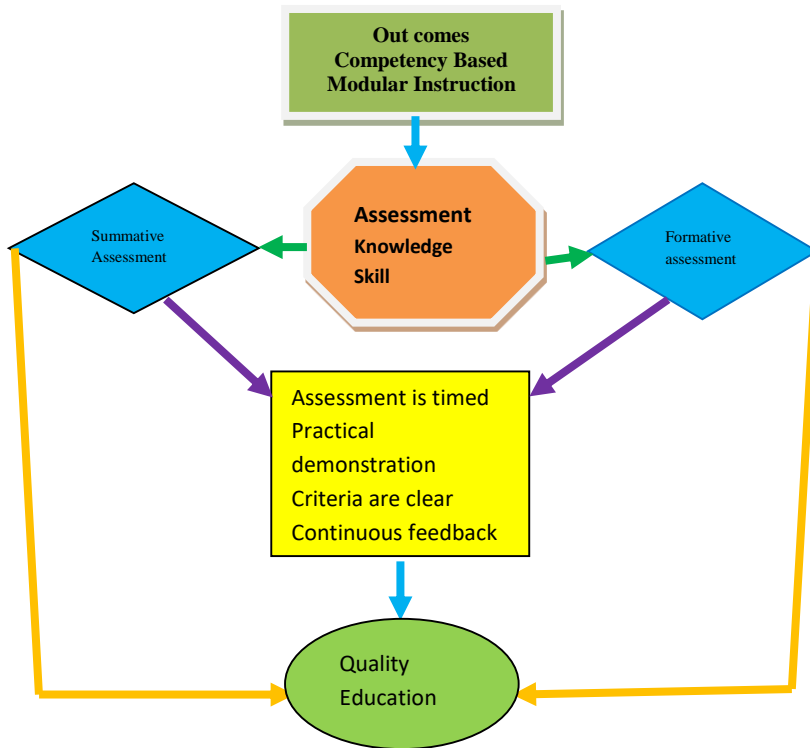 Out comes
Competency Based
Modular Instruction
Assessment
Knowledge
Skill
Summative
Assessment
Formative
assessment
Assessment is timed
Practical
demonstration
Criteria are clear
Continuous feedback
Quality
Education